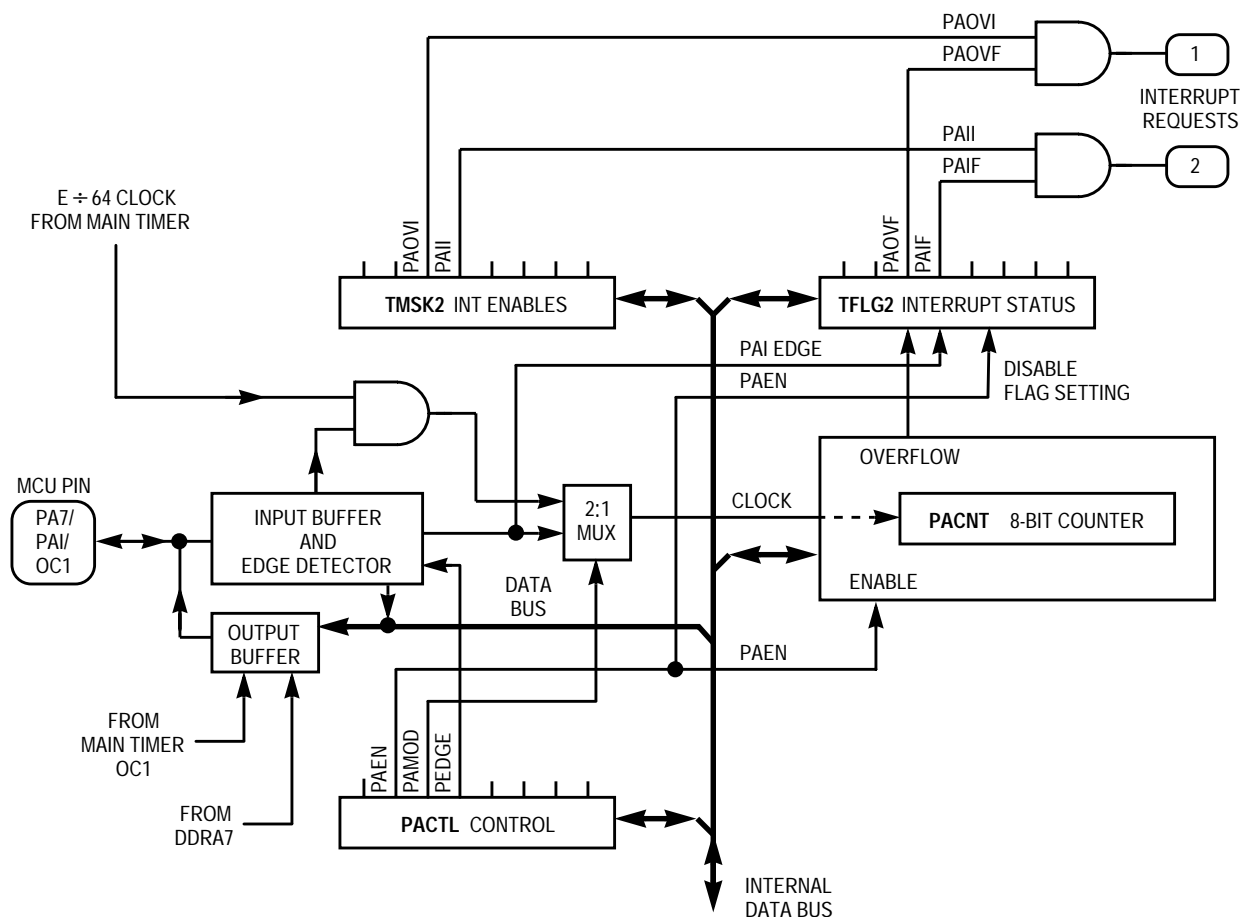 PAOVI
PAOVF
1
INTERRUPT
REQUESTS
PAII
PAIF
2
E ÷ 64 CLOCK
FROM MAIN TIMER
PAOVI
PAII
PAOVF
PAIF
TMSK2 INT ENABLES
TFLG2 INTERRUPT STATUS
PAI EDGE
PAEN
DISABLE
FLAG SETTING
OVERFLOW
MCU PIN
PA7/
PAI/
OC1
INPUT BUFFER
AND
EDGE DETECTOR
2:1
MUX
CLOCK
PACNT 8-BIT COUNTER
ENABLE
DATA
BUS
OUTPUT
BUFFER
PAEN
FROM
MAIN TIMER
OC1
PAEN
PAMOD
PEDGE
FROM
DDRA7
PACTL CONTROL
INTERNAL
DATA BUS